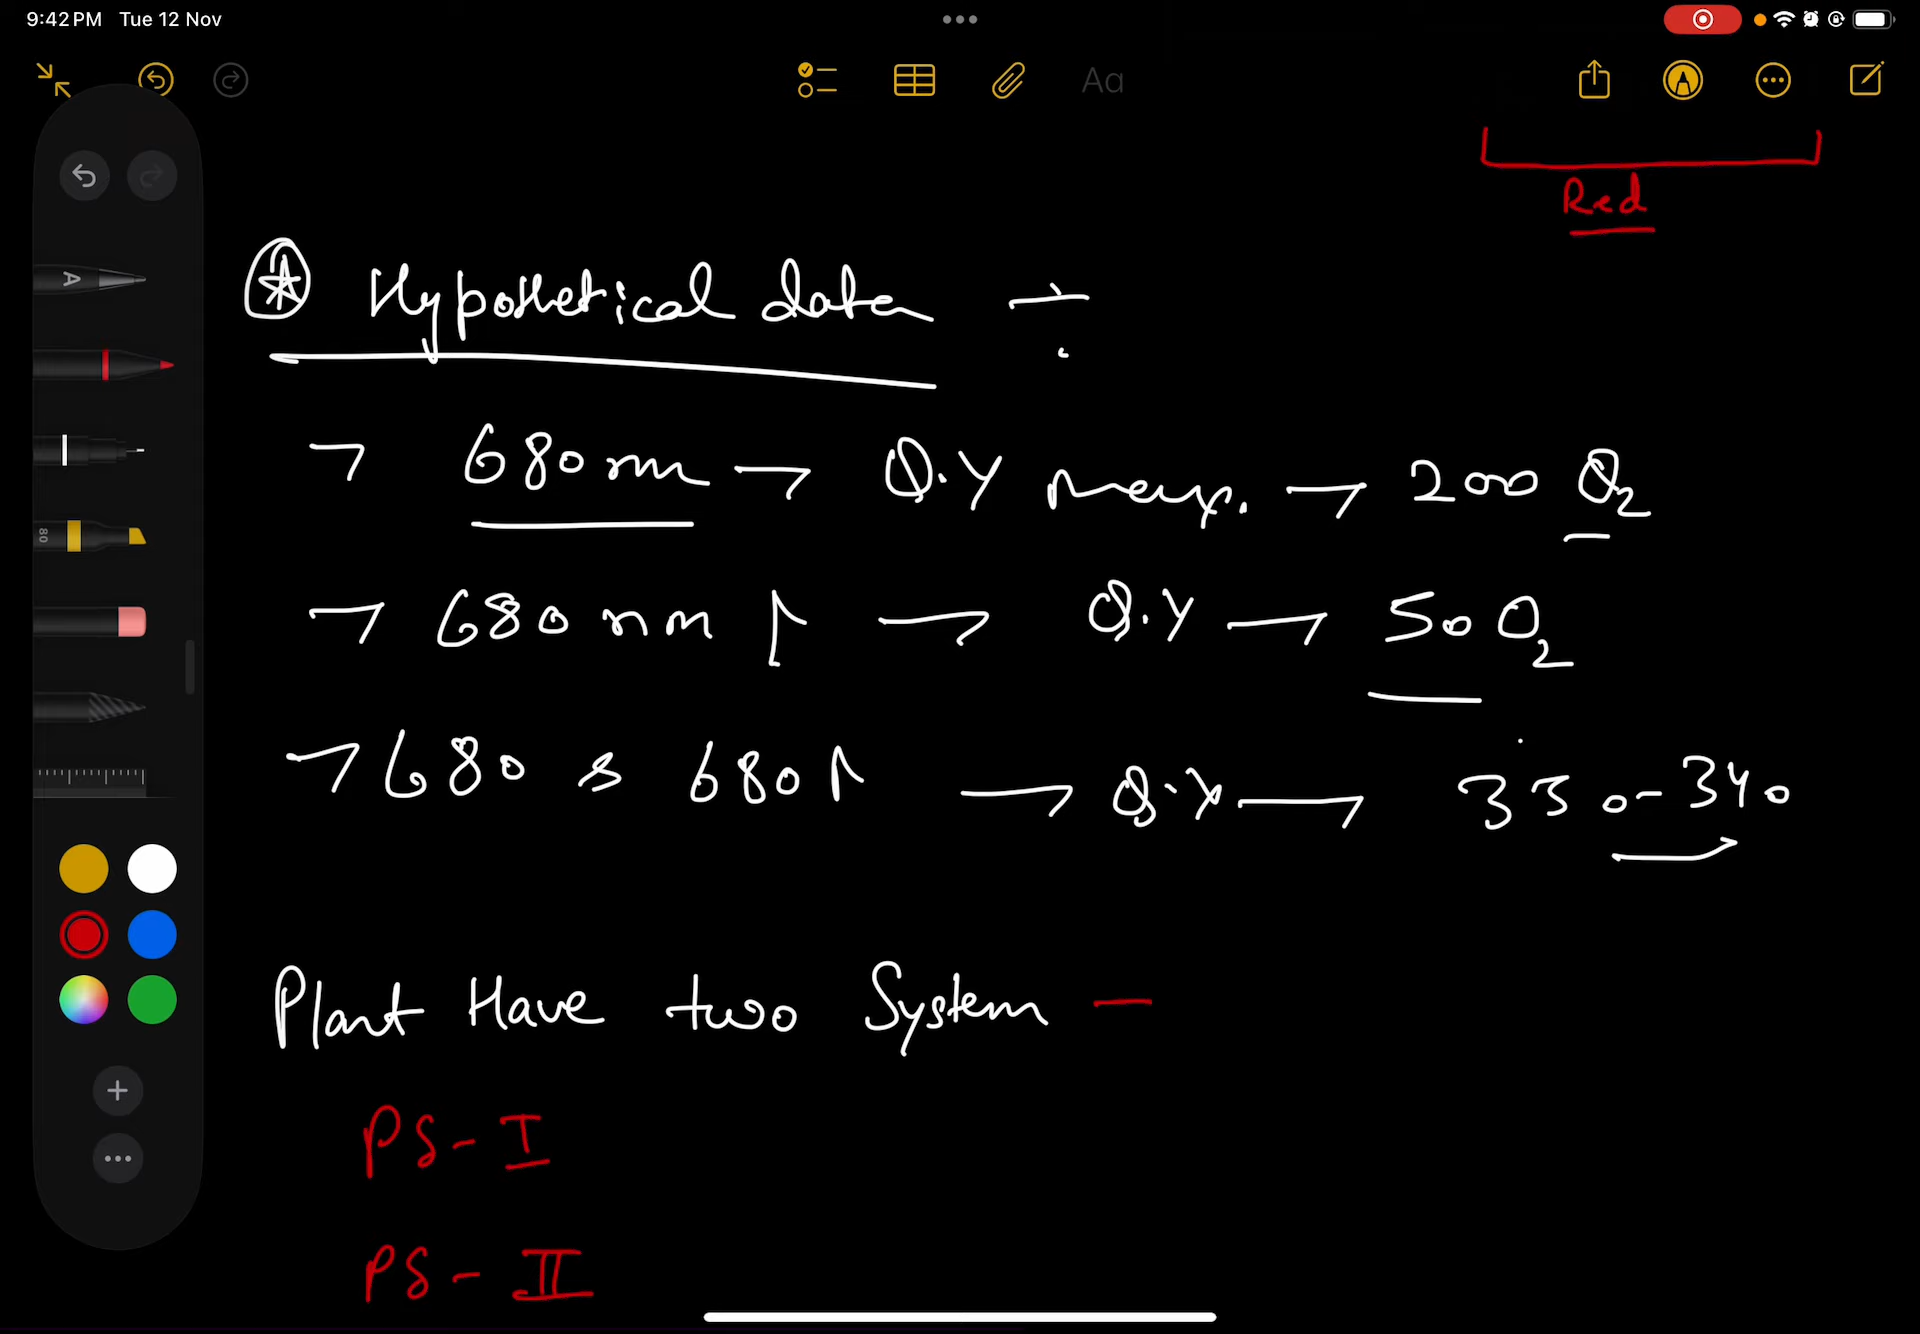 9:42 PM Tue 12 Nov
Aa
Red
Hypothetical data ÷
→ 680 nm → Q.Y max. → 200 O₂
→ 680 nm ↑ → Q.Y → 50 O₂
→ 680 & 680 ↑ → Q.Y → 330-340
Plant Have two System —
PS-I
PS-II
A
80